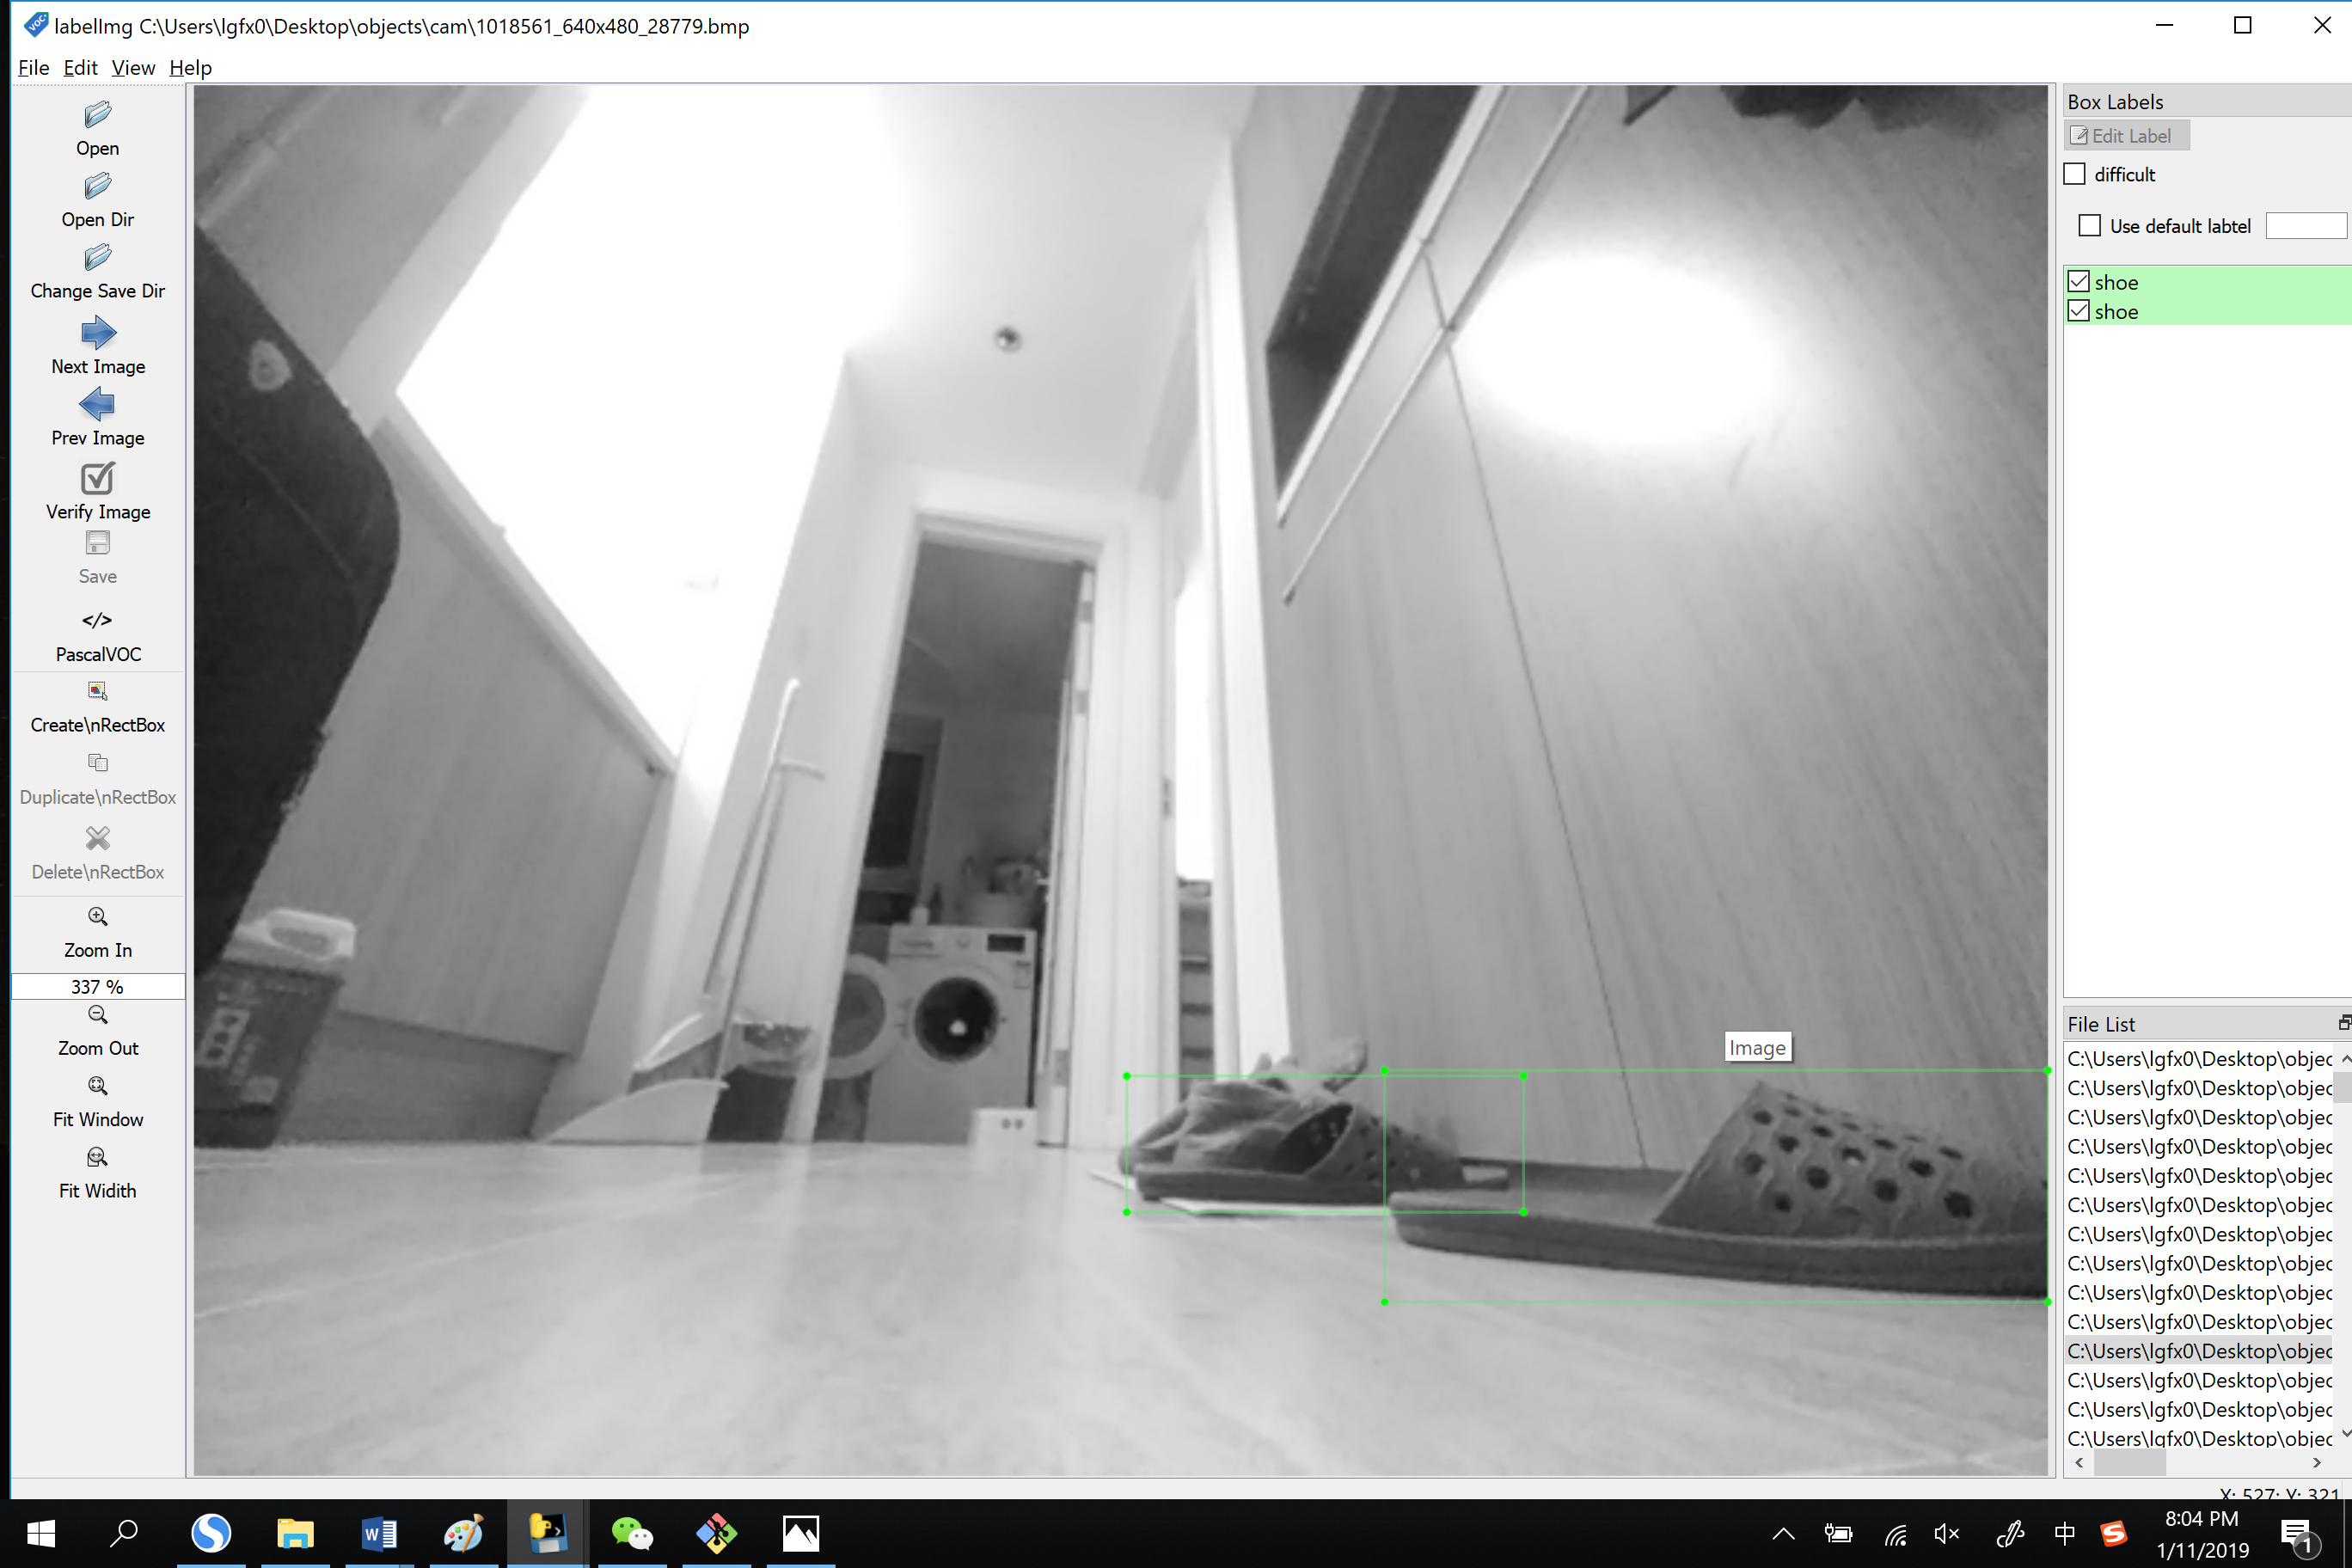 labelImg C:\Users\lgfx0\Desktop\objects\cam\1018561_640x480_28779.bmp
File Edit View Help
Open
Open Dir
Change Save Dir
Next Image
Prev Image
Verify Image
Save
</>
PascalVOC
Create\nRectBox
Duplicate\nRectBox
Delete\nRectBox
Zoom In
337 %
Zoom Out
Fit Window
Fit Widith
Image
Box Labels
Edit Label
difficult
Use default labtel
shoe
shoe
File List
C:\Users\lgfx0\Desktop\objec
C:\Users\lgfx0\Desktop\objec
C:\Users\lgfx0\Desktop\objec
C:\Users\lgfx0\Desktop\objec
C:\Users\lgfx0\Desktop\objec
C:\Users\lgfx0\Desktop\objec
C:\Users\lgfx0\Desktop\objec
C:\Users\lgfx0\Desktop\objec
C:\Users\lgfx0\Desktop\objec
C:\Users\lgfx0\Desktop\objec
C:\Users\lgfx0\Desktop\objec
C:\Users\lgfx0\Desktop\objec
C:\Users\lgfx0\Desktop\objec
C:\Users\lgfx0\Desktop\objec
X: 527; Y: 321
中
8:04 PM
1/11/2019
1